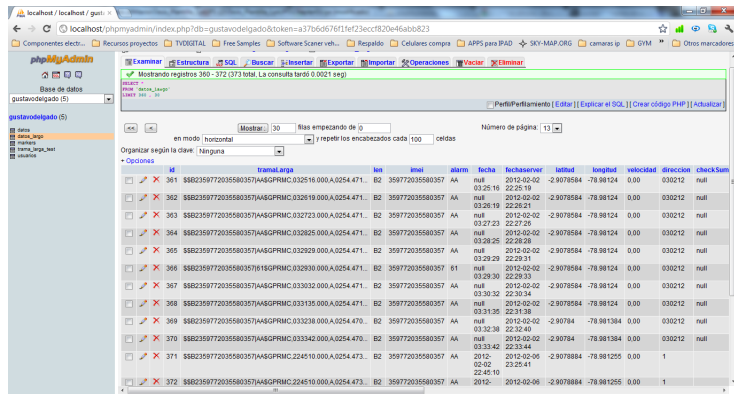 localhost / localhost / gusta
localhost/phpmyadmin/index.php?db=gustavodelgado&token=a37b6d676f1fef23eccf820e46abb823
Componentes electr... Recursos proyectos TVDIGITAL Free Samples Software Scaner veh... Respaldo Celulares compra APPS para IPAD SKY-MAP.ORG camaras ip GYM » Otros marcadores
phpMyAdmin
Base de datos
gustavodelgado (5)
gustavodelgado (5)
datos
datos_largo
markers
trama_larga_test
usuarios
Examinar Estructura SQL Buscar Insertar Exportar Importar Operaciones Vaciar Eliminar
Mostrando registros 360 - 372 (373 total, La consulta tardó 0.0021 seg)
SELECT *
FROM `datos_largo`
LIMIT 360 , 30
Perfil/Perfilamiento [ Editar ] [ Explicar el SQL ] [ Crear código PHP ] [ Actualizar ]
<< < Mostrar : 30 filas empezando de 0 Número de página: 13
en modo horizontal y repetir los encabezados cada 100 celdas
Organizar según la clave: Ninguna
+ Opciones
id tramaLarga len imei alarm fecha fechaserver latitud longitud velocidad direccion checkSum
361 $$B2359772035580357|AA$GPRMC,032516.000,A,0254.471... B2 359772035580357 AA null 03:25:16 2012-02-02 22:25:19 -2.9078584 -78.98124 0,00 030212 null
362 $$B2359772035580357|AA$GPRMC,032619.000,A,0254.471... B2 359772035580357 AA null 03:26:19 2012-02-02 22:26:21 -2.9078584 -78.98124 0,00 030212 null
363 $$B2359772035580357|AA$GPRMC,032723.000,A,0254.471... B2 359772035580357 AA null 03:27:23 2012-02-02 22:27:26 -2.9078584 -78.98124 0,00 030212 null
364 $$B2359772035580357|AA$GPRMC,032825.000,A,0254.471... B2 359772035580357 AA null 03:28:25 2012-02-02 22:28:28 -2.9078584 -78.98124 0,00 030212 null
365 $$B2359772035580357|AA$GPRMC,032929.000,A,0254.471... B2 359772035580357 AA null 03:29:29 2012-02-02 22:29:31 -2.9078584 -78.98124 0,00 030212 null
366 $$B2359772035580357|61$GPRMC,032930.000,A,0254.471... B2 359772035580357 61 null 03:29:30 2012-02-02 22:29:33 -2.9078584 -78.98124 0,00 030212 null
367 $$B2359772035580357|AA$GPRMC,033032.000,A,0254.471... B2 359772035580357 AA null 03:30:32 2012-02-02 22:30:34 -2.9078584 -78.98124 0,00 030212 null
368 $$B2359772035580357|AA$GPRMC,033135.000,A,0254.471... B2 359772035580357 AA null 03:31:35 2012-02-02 22:31:38 -2.9078584 -78.98124 0,00 030212 null
369 $$B2359772035580357|AA$GPRMC,033238.000,A,0254.470... B2 359772035580357 AA null 03:32:38 2012-02-02 22:32:40 -2.90784 -78.981384 0,00 030212 null
370 $$B2359772035580357|AA$GPRMC,033342.000,A,0254.470... B2 359772035580357 AA null 03:33:42 2012-02-02 22:33:44 -2.90784 -78.981384 0,00 030212 null
371 $$B2359772035580357|AA$GPRMC,224510.000,A,0254.473... B2 359772035580357 AA 2012-02-02 22:45:10 2012-02-06 23:25:41 -2.9078884 -78.981255 0,00 1
372 $$B2359772035580357|AA$GPRMC,224510.000,A,0254.473... B2 359772035580357 AA 2012- 2012-02-06 -2.9078884 -78.981255 0,00 1